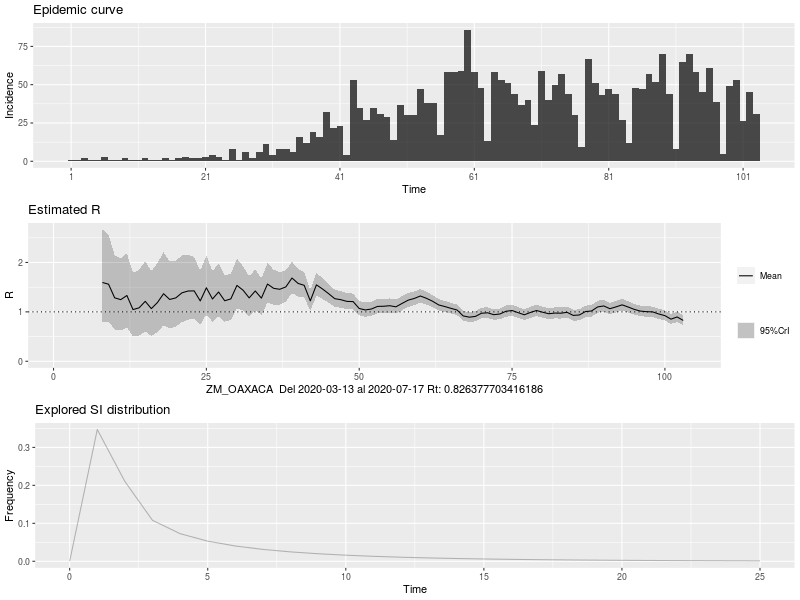 Epidemic curve
Incidence
75
50
25
0
1 21 41 61 81 101
Time
Estimated R
R
2
1
0
0 25 50 75 100
ZM_OAXACA Del 2020-03-13 al 2020-07-17 Rt: 0.826377703416186
Mean
95%CrI
Explored SI distribution
Frequency
0.3
0.2
0.1
0.0
0 5 10 15 20 25
Time